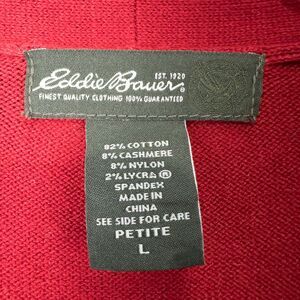 EST. 1920
Eddie Bauer®
FINEST QUALITY CLOTHING 100% GUARANTEED
82% COTTON
8% CASHMERE
8% NYLON
2% LYCRA ®
SPANDEX
MADE IN
CHINA
SEE SIDE FOR CARE
PETITE
L